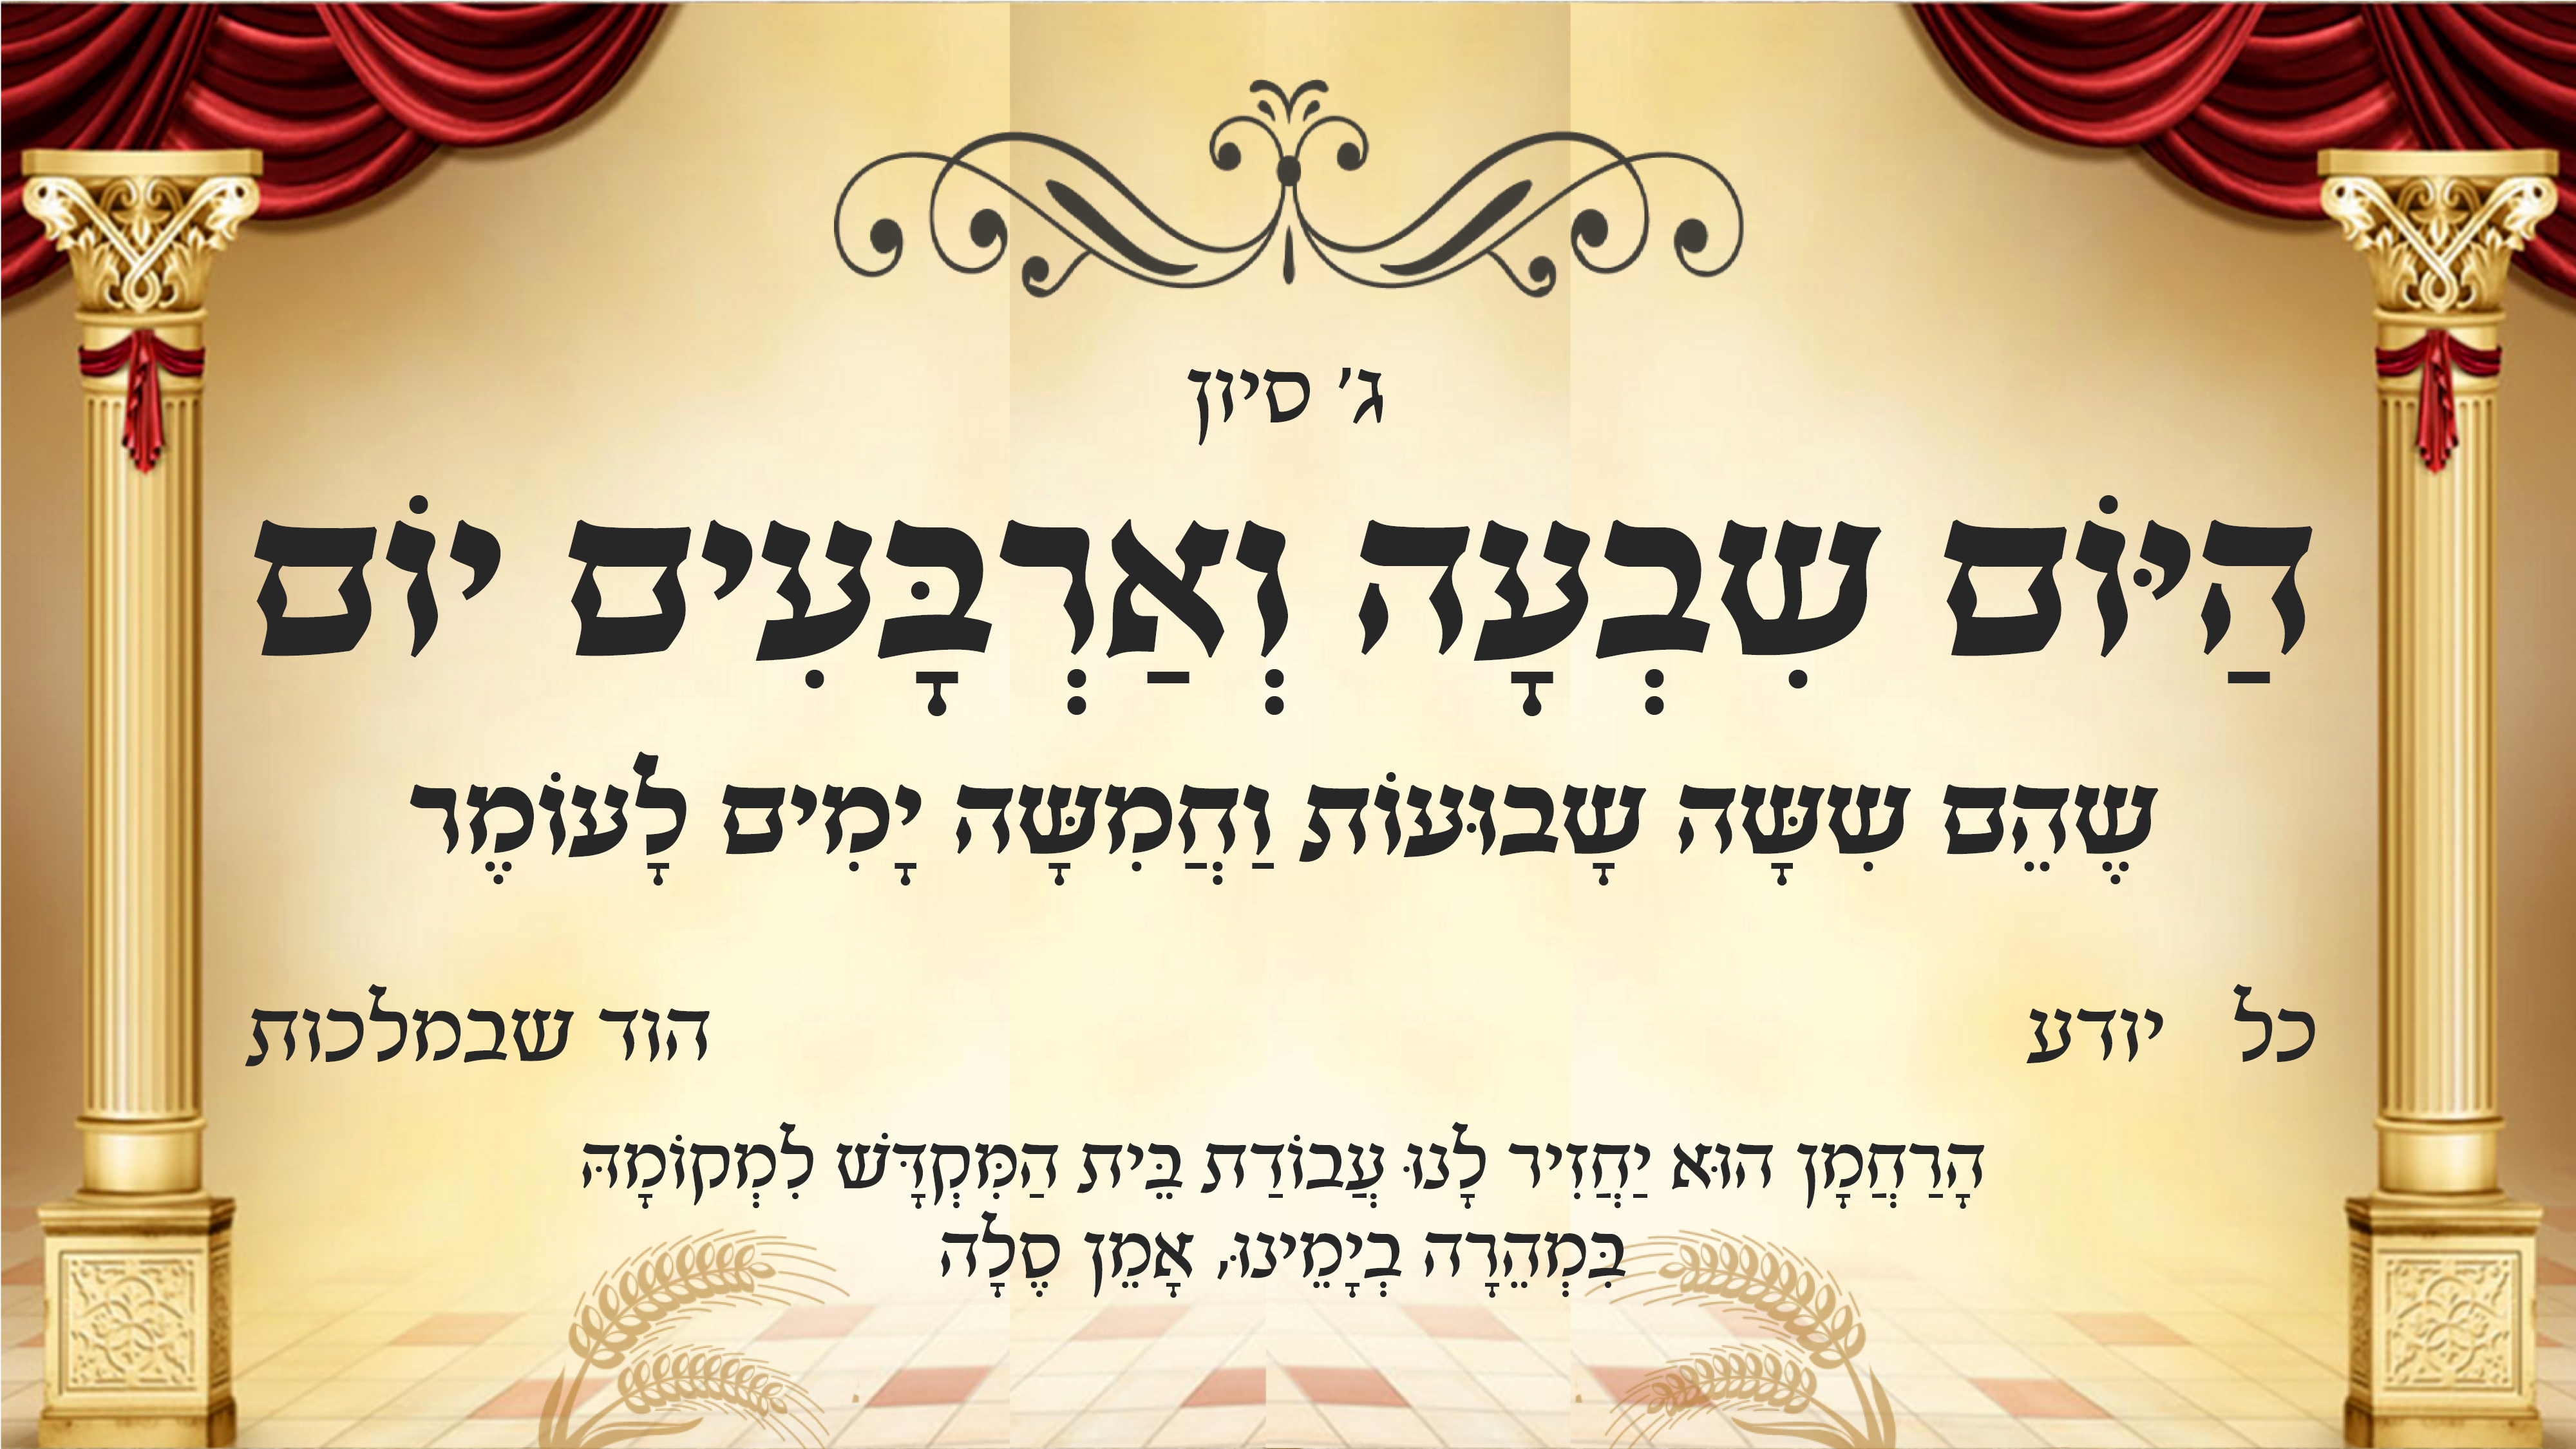 ג' סיון
הַיּוֹם שִׁבְעָה וְאַרְבָּעִים יוֹם
שֶׁהֵם שִׁשָּׁה שָׁבוּעוֹת וַחֲמִשָּׁה יָמִים לָעוֹמֶר
כל יודע הוד שבמלכות
הָרַחֲמָן הוּא יַחֲזִיר לָנוּ עֲבוֹדַת בֵּית הַמִּקְדָּשׁ לִמְקוֹמָהּ
בִּמְהֵרָה בְיָמֵינוּ, אָמֵן סֶלָה